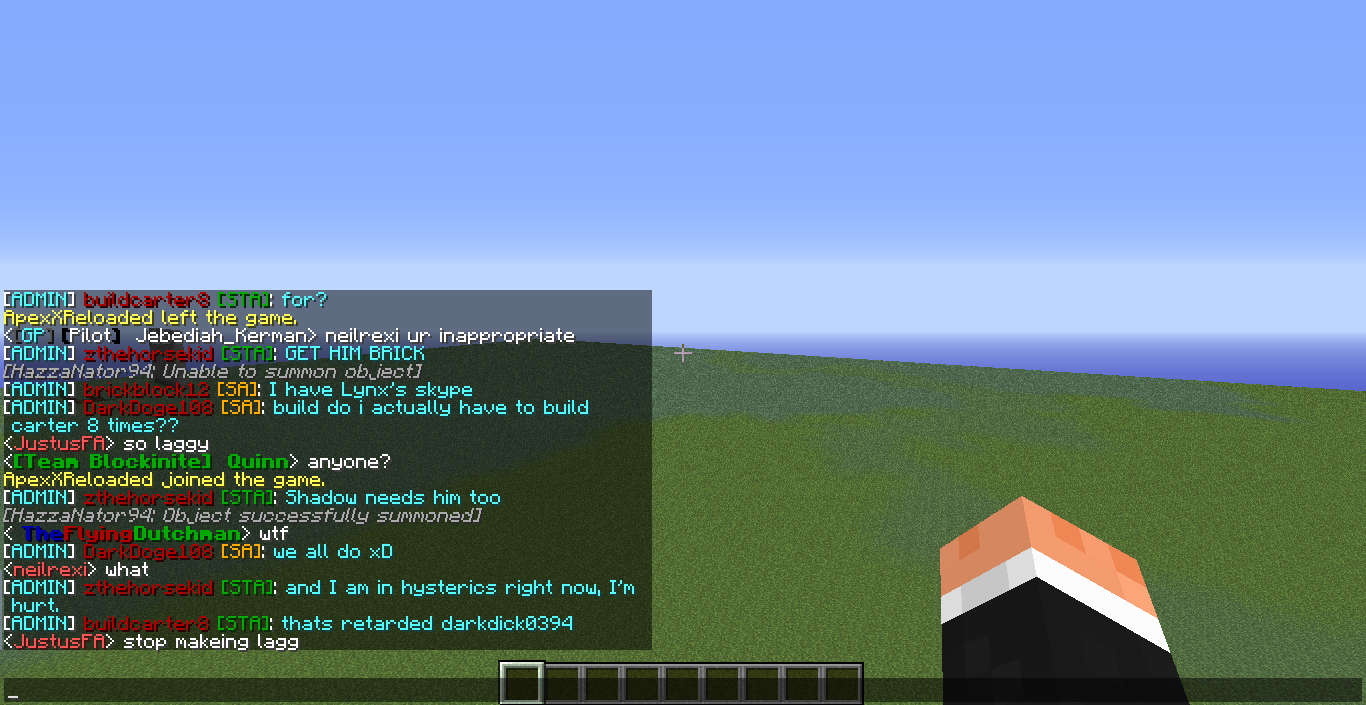 [ADMIN] buildcarter8 [STA]: for?
ApexXReloaded left the game.
<[GP] [Pilot] Jebediah_Kerman> neilrexi ur inappropriate
[ADMIN] zthehorsekid [STA]: GET HIM BRICK
[HazzaNator94: Unable to summon object]
[ADMIN] brickblock12 [SA]: I have Lynx's skype
[ADMIN] DarkDoge108 [SA]: build do i actually have to build
carter 8 times??
<JustusFA> so laggy
<[Team Blockinite] Quinn> anyone?
ApexXReloaded joined the game.
[ADMIN] zthehorsekid [STA]: Shadow needs him too
[HazzaNator94: Object successfully summoned]
< TheFlyingDutchman> wtf
[ADMIN] DarkDoge108 [SA]: we all do xD
<neilrexi> what
[ADMIN] zthehorsekid [STA]: and I am in hysterics right now, I'm
hurt.
[ADMIN] buildcarter8 [STA]: thats retarded darkdick0394
<JustusFA> stop makeing lagg
_